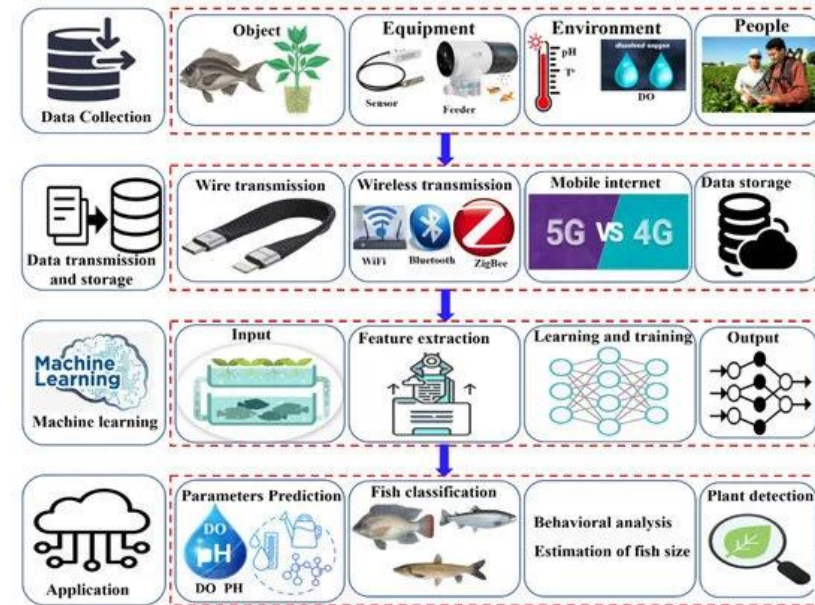 Data Collection
Object
Equipment
Sensor
Feeder
Environment
pH
T°
dissolved oxygen
DO
People
Data transmission
and storage
Wire transmission
Wireless transmission
WiFi
Bluetooth
ZigBee
Mobile internet
5G VS 4G
Data storage
Machine
Learning
Machine learning
Input
Feature extraction
Learning and training
Output
Application
Parameters Prediction
DO
pH
DO PH
Fish classification
Behavioral analysis
Estimation of fish size
Plant detection